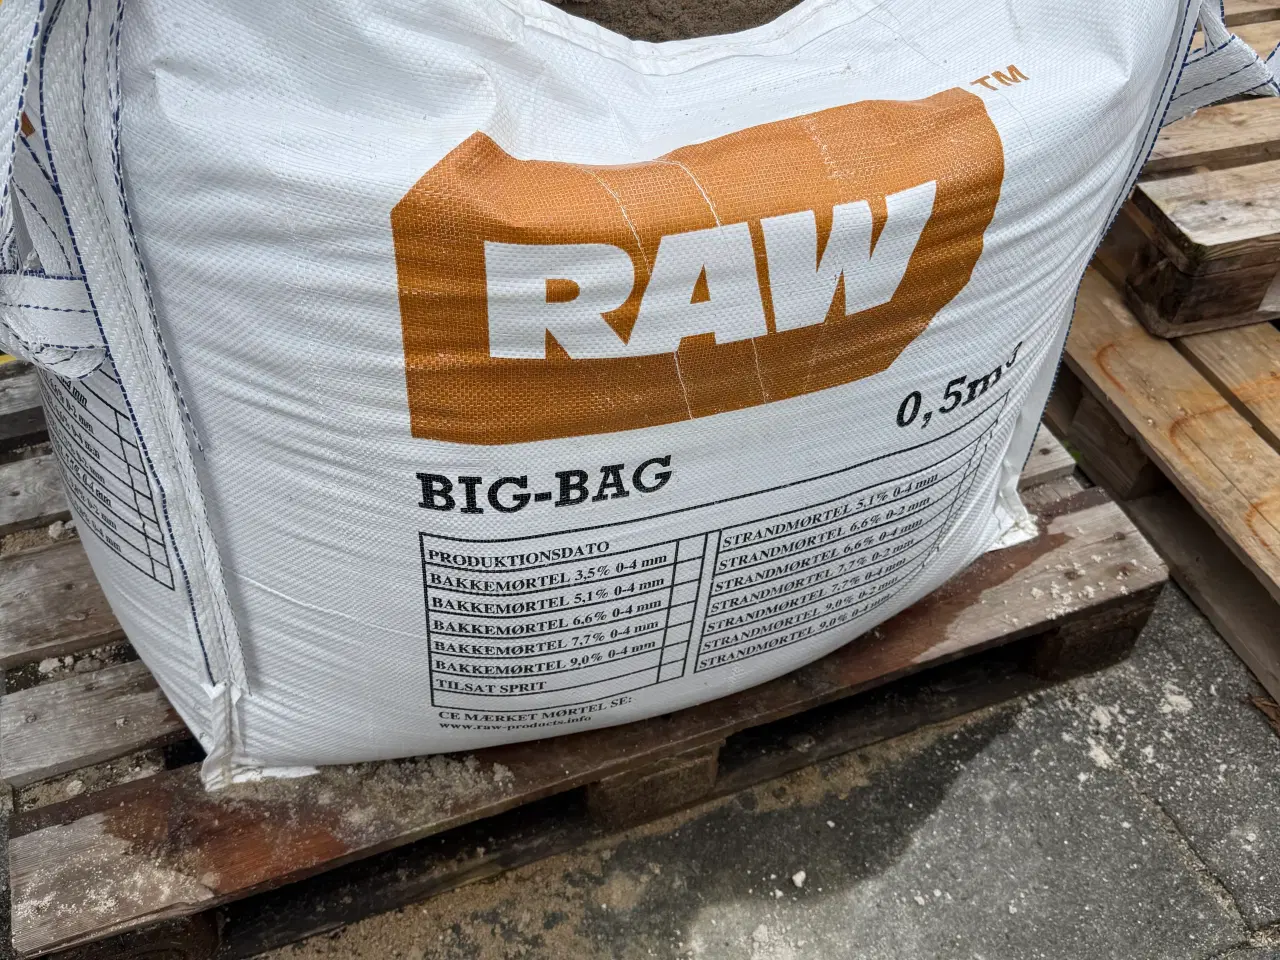 RAW™
0,5m³
BIG-BAG
PRODUKTIONSDATO
BAKKEMØRTEL 3,5% 0-4 mm
BAKKEMØRTEL 5,1% 0-4 mm
BAKKEMØRTEL 6,6% 0-4 mm
BAKKEMØRTEL 7,7% 0-4 mm
BAKKEMØRTEL 9,0% 0-4 mm
TILSAT SPRIT
STRANDMØRTEL 5,1% 0-4 mm
STRANDMØRTEL 6,6% 0-2 mm
STRANDMØRTEL 6,6% 0-4 mm
STRANDMØRTEL 7,7% 0-2 mm
STRANDMØRTEL 7,7% 0-4 mm
STRANDMØRTEL 9,0% 0-2 mm
STRANDMØRTEL 9,0% 0-4 mm
CE MÆRKET MØRTEL SE:
www.raw-products.info